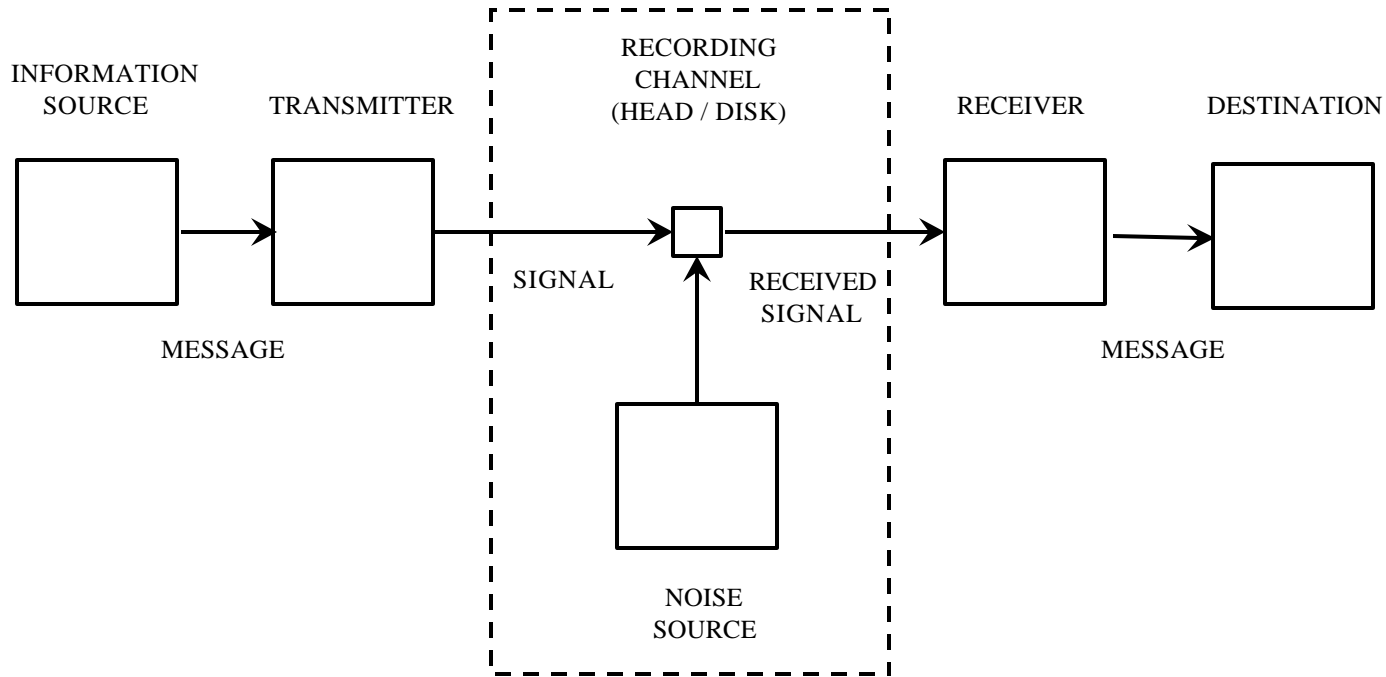 INFORMATION
SOURCE
TRANSMITTER
RECORDING
CHANNEL
(HEAD / DISK)
RECEIVER
DESTINATION
SIGNAL
RECEIVED
SIGNAL
MESSAGE
MESSAGE
NOISE
SOURCE